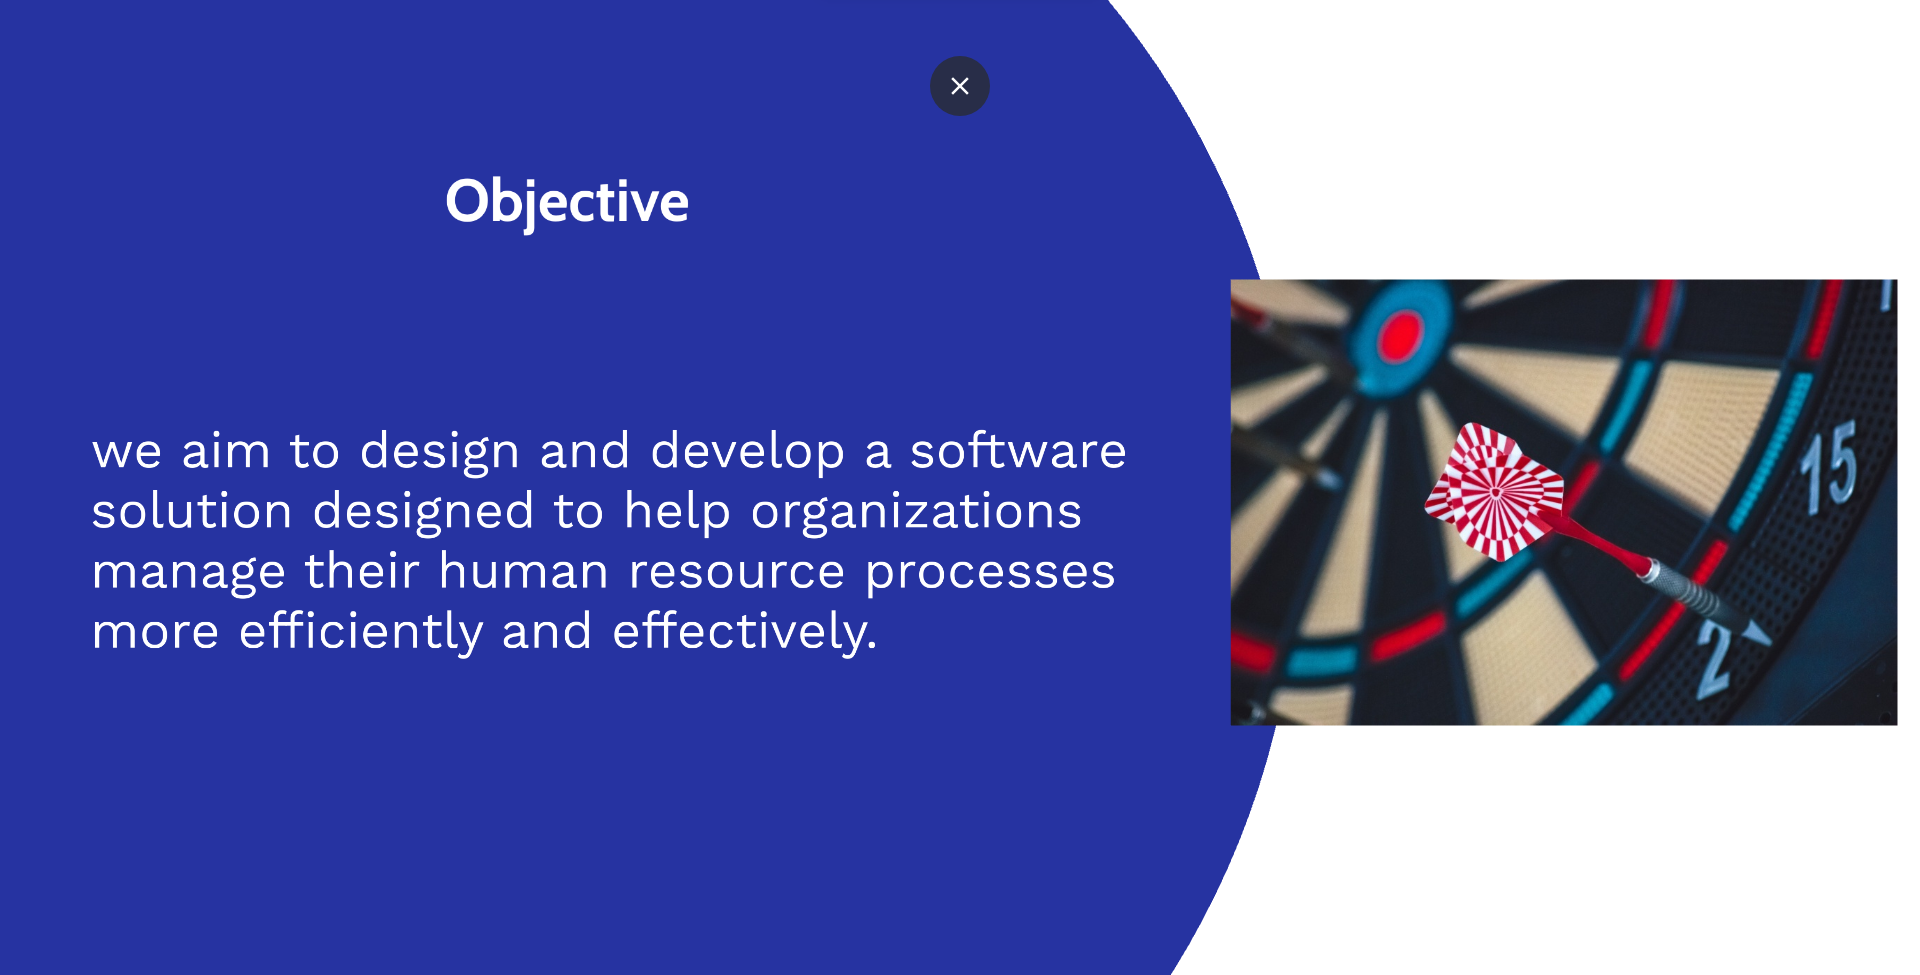 Objective
we aim to design and develop a software
solution designed to help organizations
manage their human resource processes
more efficiently and effectively.
15
2